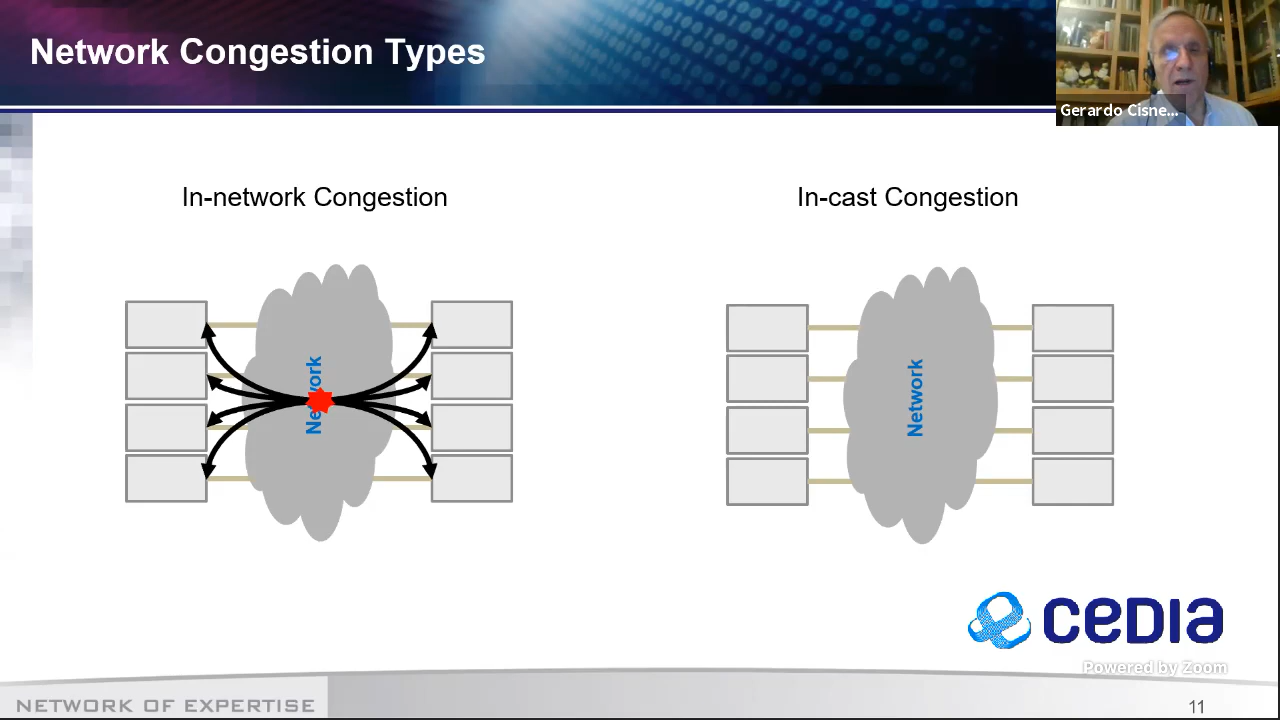 Network Congestion Types
Gerardo Cisne...
In-network Congestion
In-cast Congestion
Network
Network
CEDIA
Powered by Zoom
NETWORK OF EXPERTISE
11